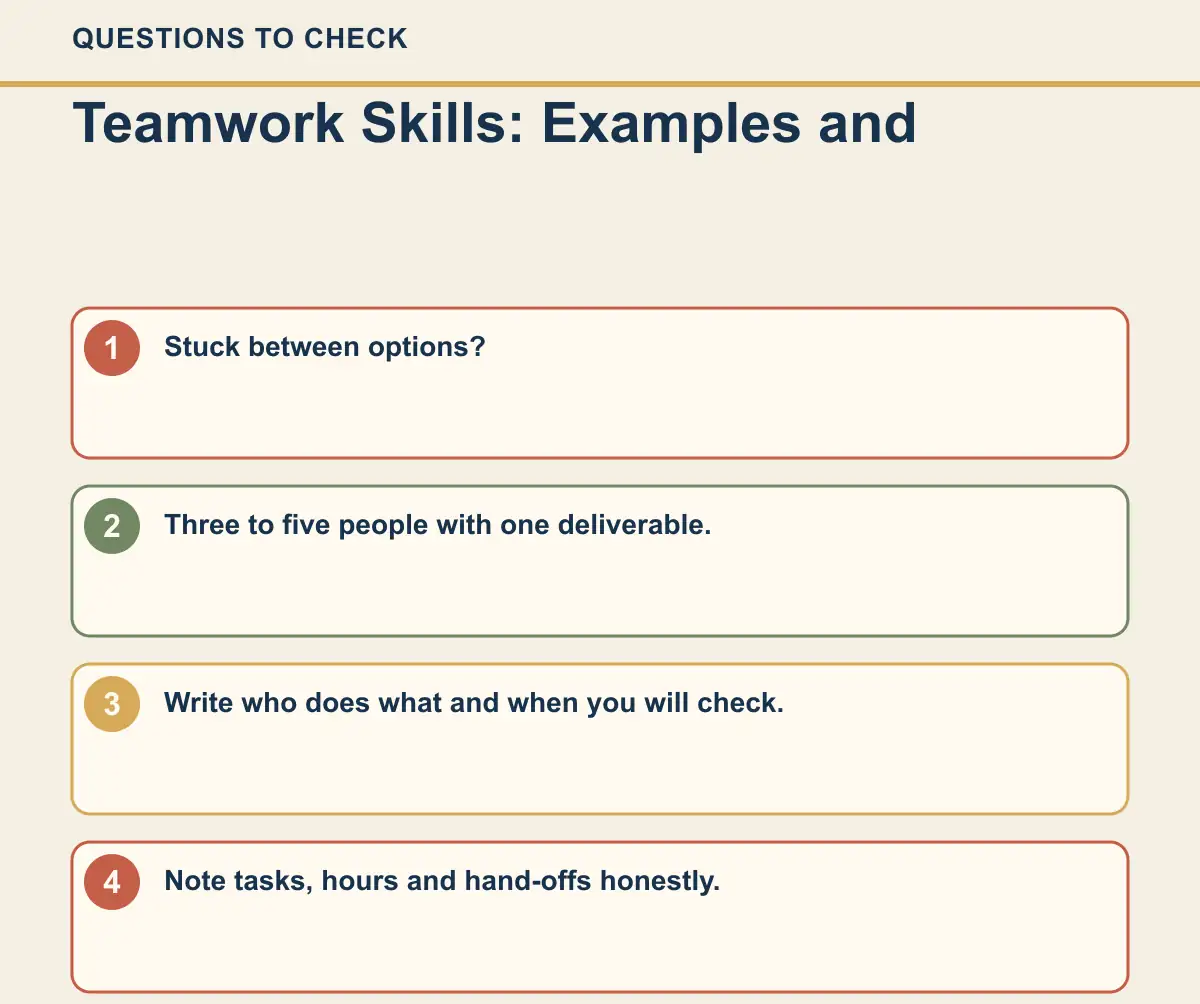 QUESTIONS TO CHECK
Teamwork Skills: Examples and
1 Stuck between options?
2 Three to five people with one deliverable.
3 Write who does what and when you will check.
4 Note tasks, hours and hand-offs honestly.